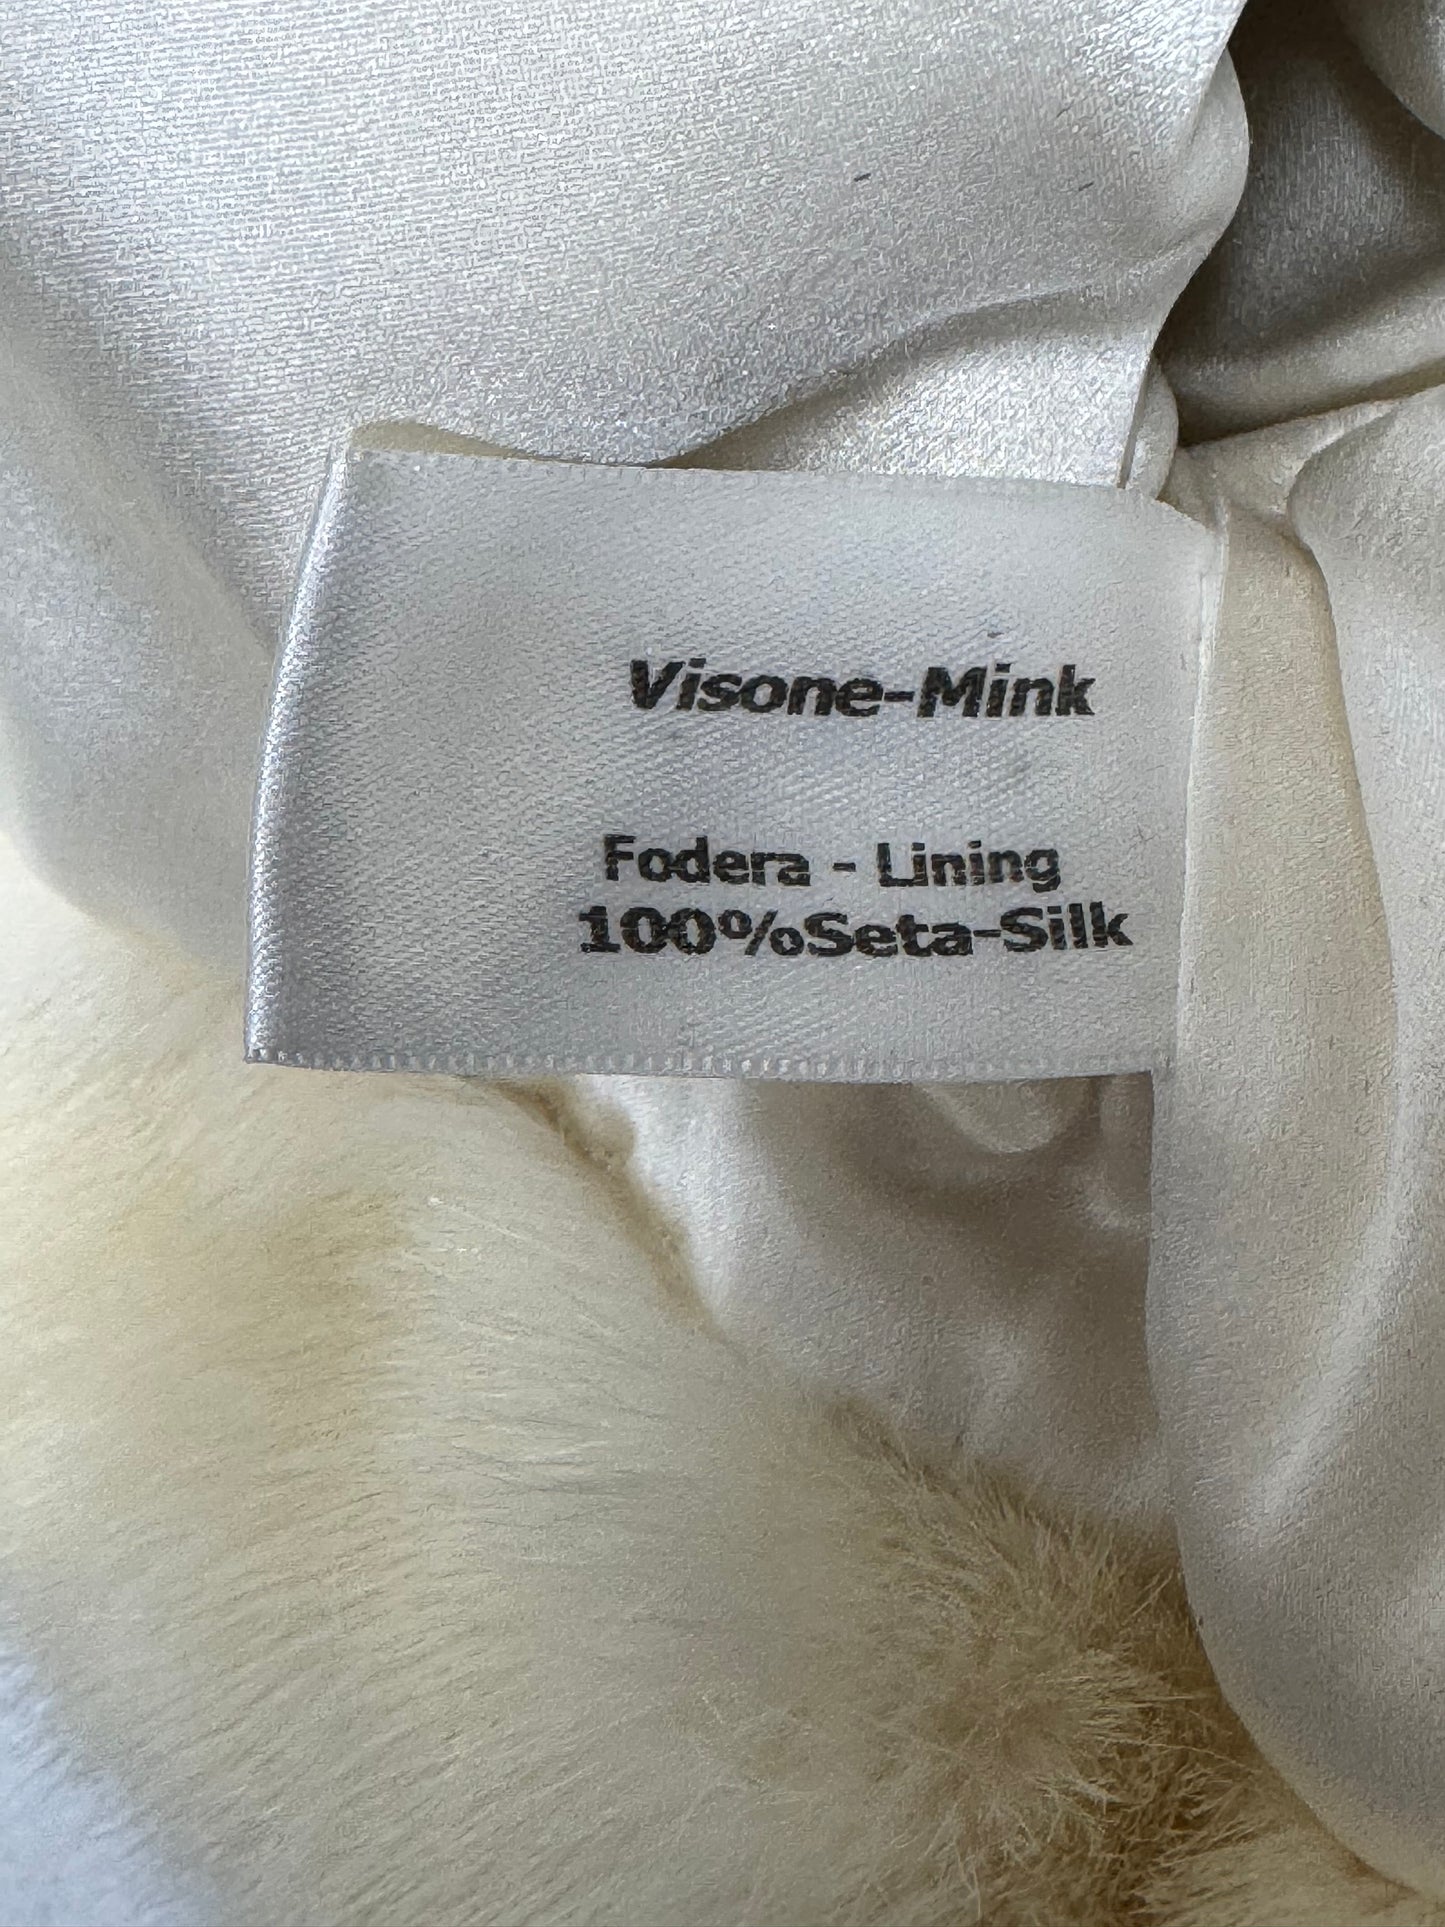 Visone-Mink
Fodera - Lining
100%Seta-Silk